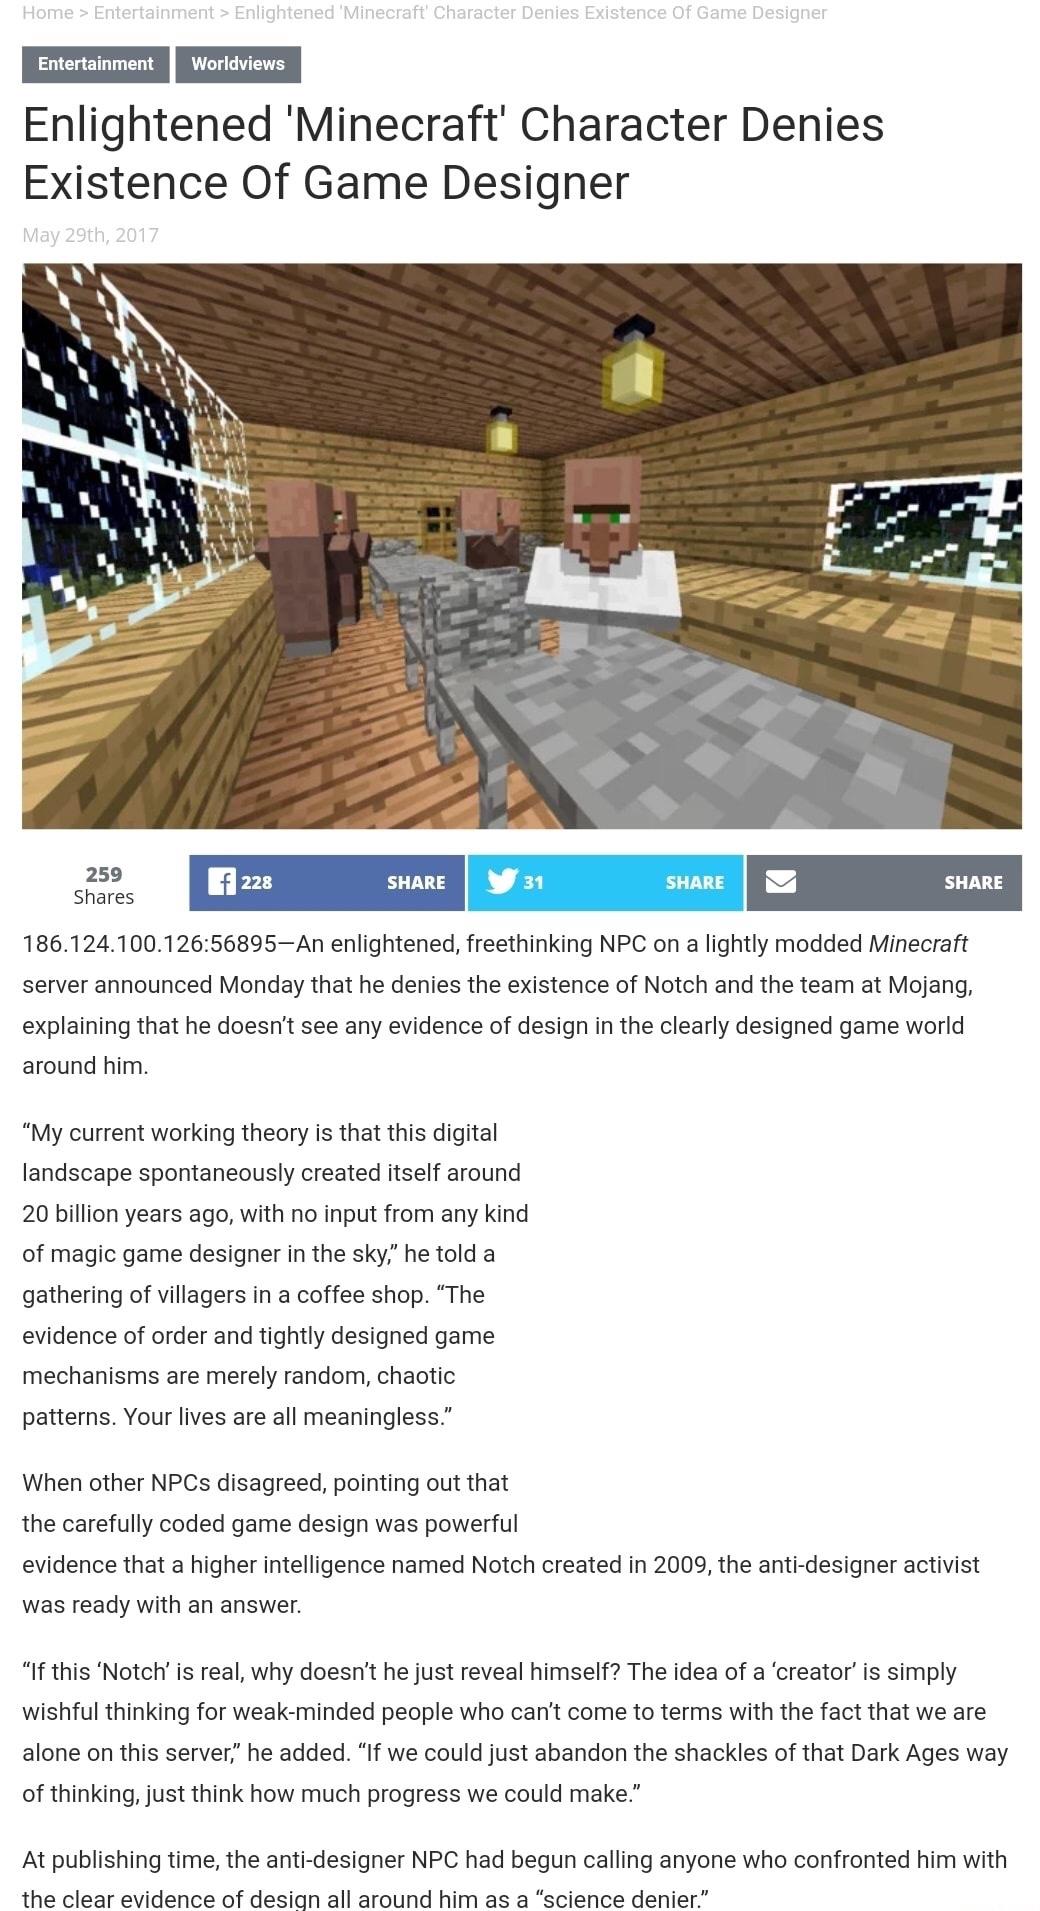 Home > Entertainment > Enlightened 'Minecraft' Character Denies Existence Of Game Designer
Entertainment Worldviews
Enlightened 'Minecraft' Character Denies
Existence Of Game Designer
May 29th, 2017
259
Shares
228 SHARE 31 SHARE SHARE
186.124.100.126:56895—An enlightened, freethinking NPC on a lightly modded Minecraft
server announced Monday that he denies the existence of Notch and the team at Mojang,
explaining that he doesn’t see any evidence of design in the clearly designed game world
around him.
“My current working theory is that this digital
landscape spontaneously created itself around
20 billion years ago, with no input from any kind
of magic game designer in the sky,” he told a
gathering of villagers in a coffee shop. “The
evidence of order and tightly designed game
mechanisms are merely random, chaotic
patterns. Your lives are all meaningless.”
When other NPCs disagreed, pointing out that
the carefully coded game design was powerful
evidence that a higher intelligence named Notch created in 2009, the anti-designer activist
was ready with an answer.
“If this ‘Notch’ is real, why doesn’t he just reveal himself? The idea of a ‘creator’ is simply
wishful thinking for weak-minded people who can’t come to terms with the fact that we are
alone on this server,” he added. “If we could just abandon the shackles of that Dark Ages way
of thinking, just think how much progress we could make.”
At publishing time, the anti-designer NPC had begun calling anyone who confronted him with
the clear evidence of design all around him as a “science denier.”